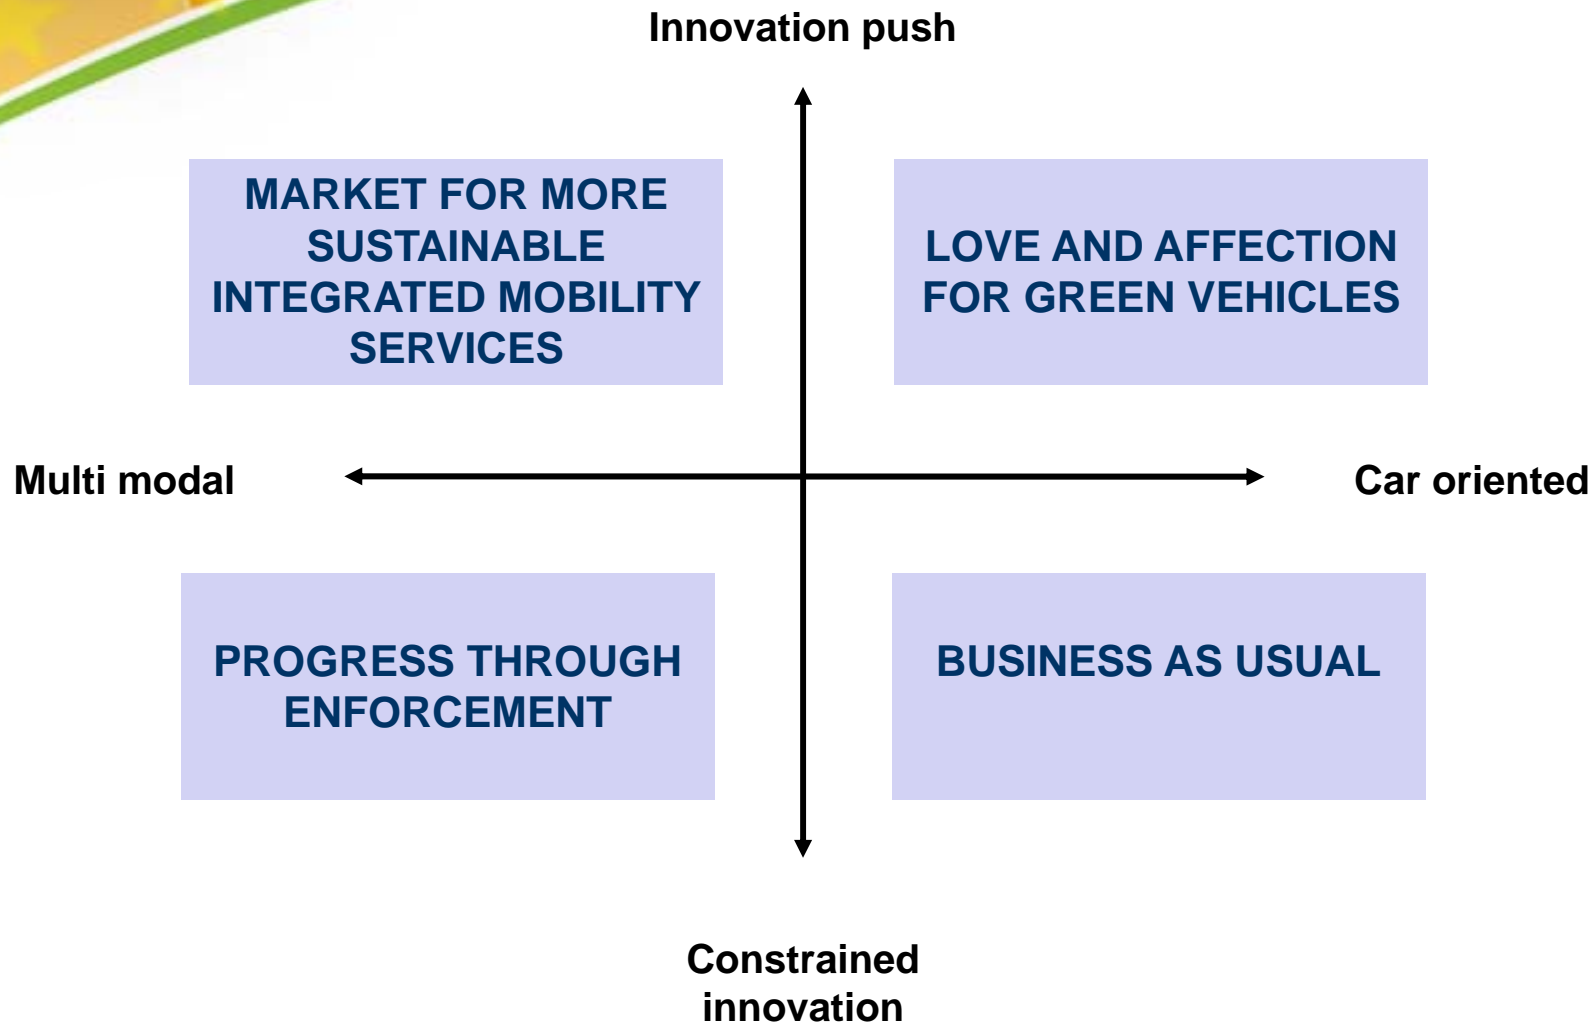 Innovation push
MARKET FOR MORE
SUSTAINABLE
INTEGRATED MOBILITY
SERVICES
LOVE AND AFFECTION
FOR GREEN VEHICLES
Multi modal
Car oriented
PROGRESS THROUGH
ENFORCEMENT
BUSINESS AS USUAL
Constrained
innovation